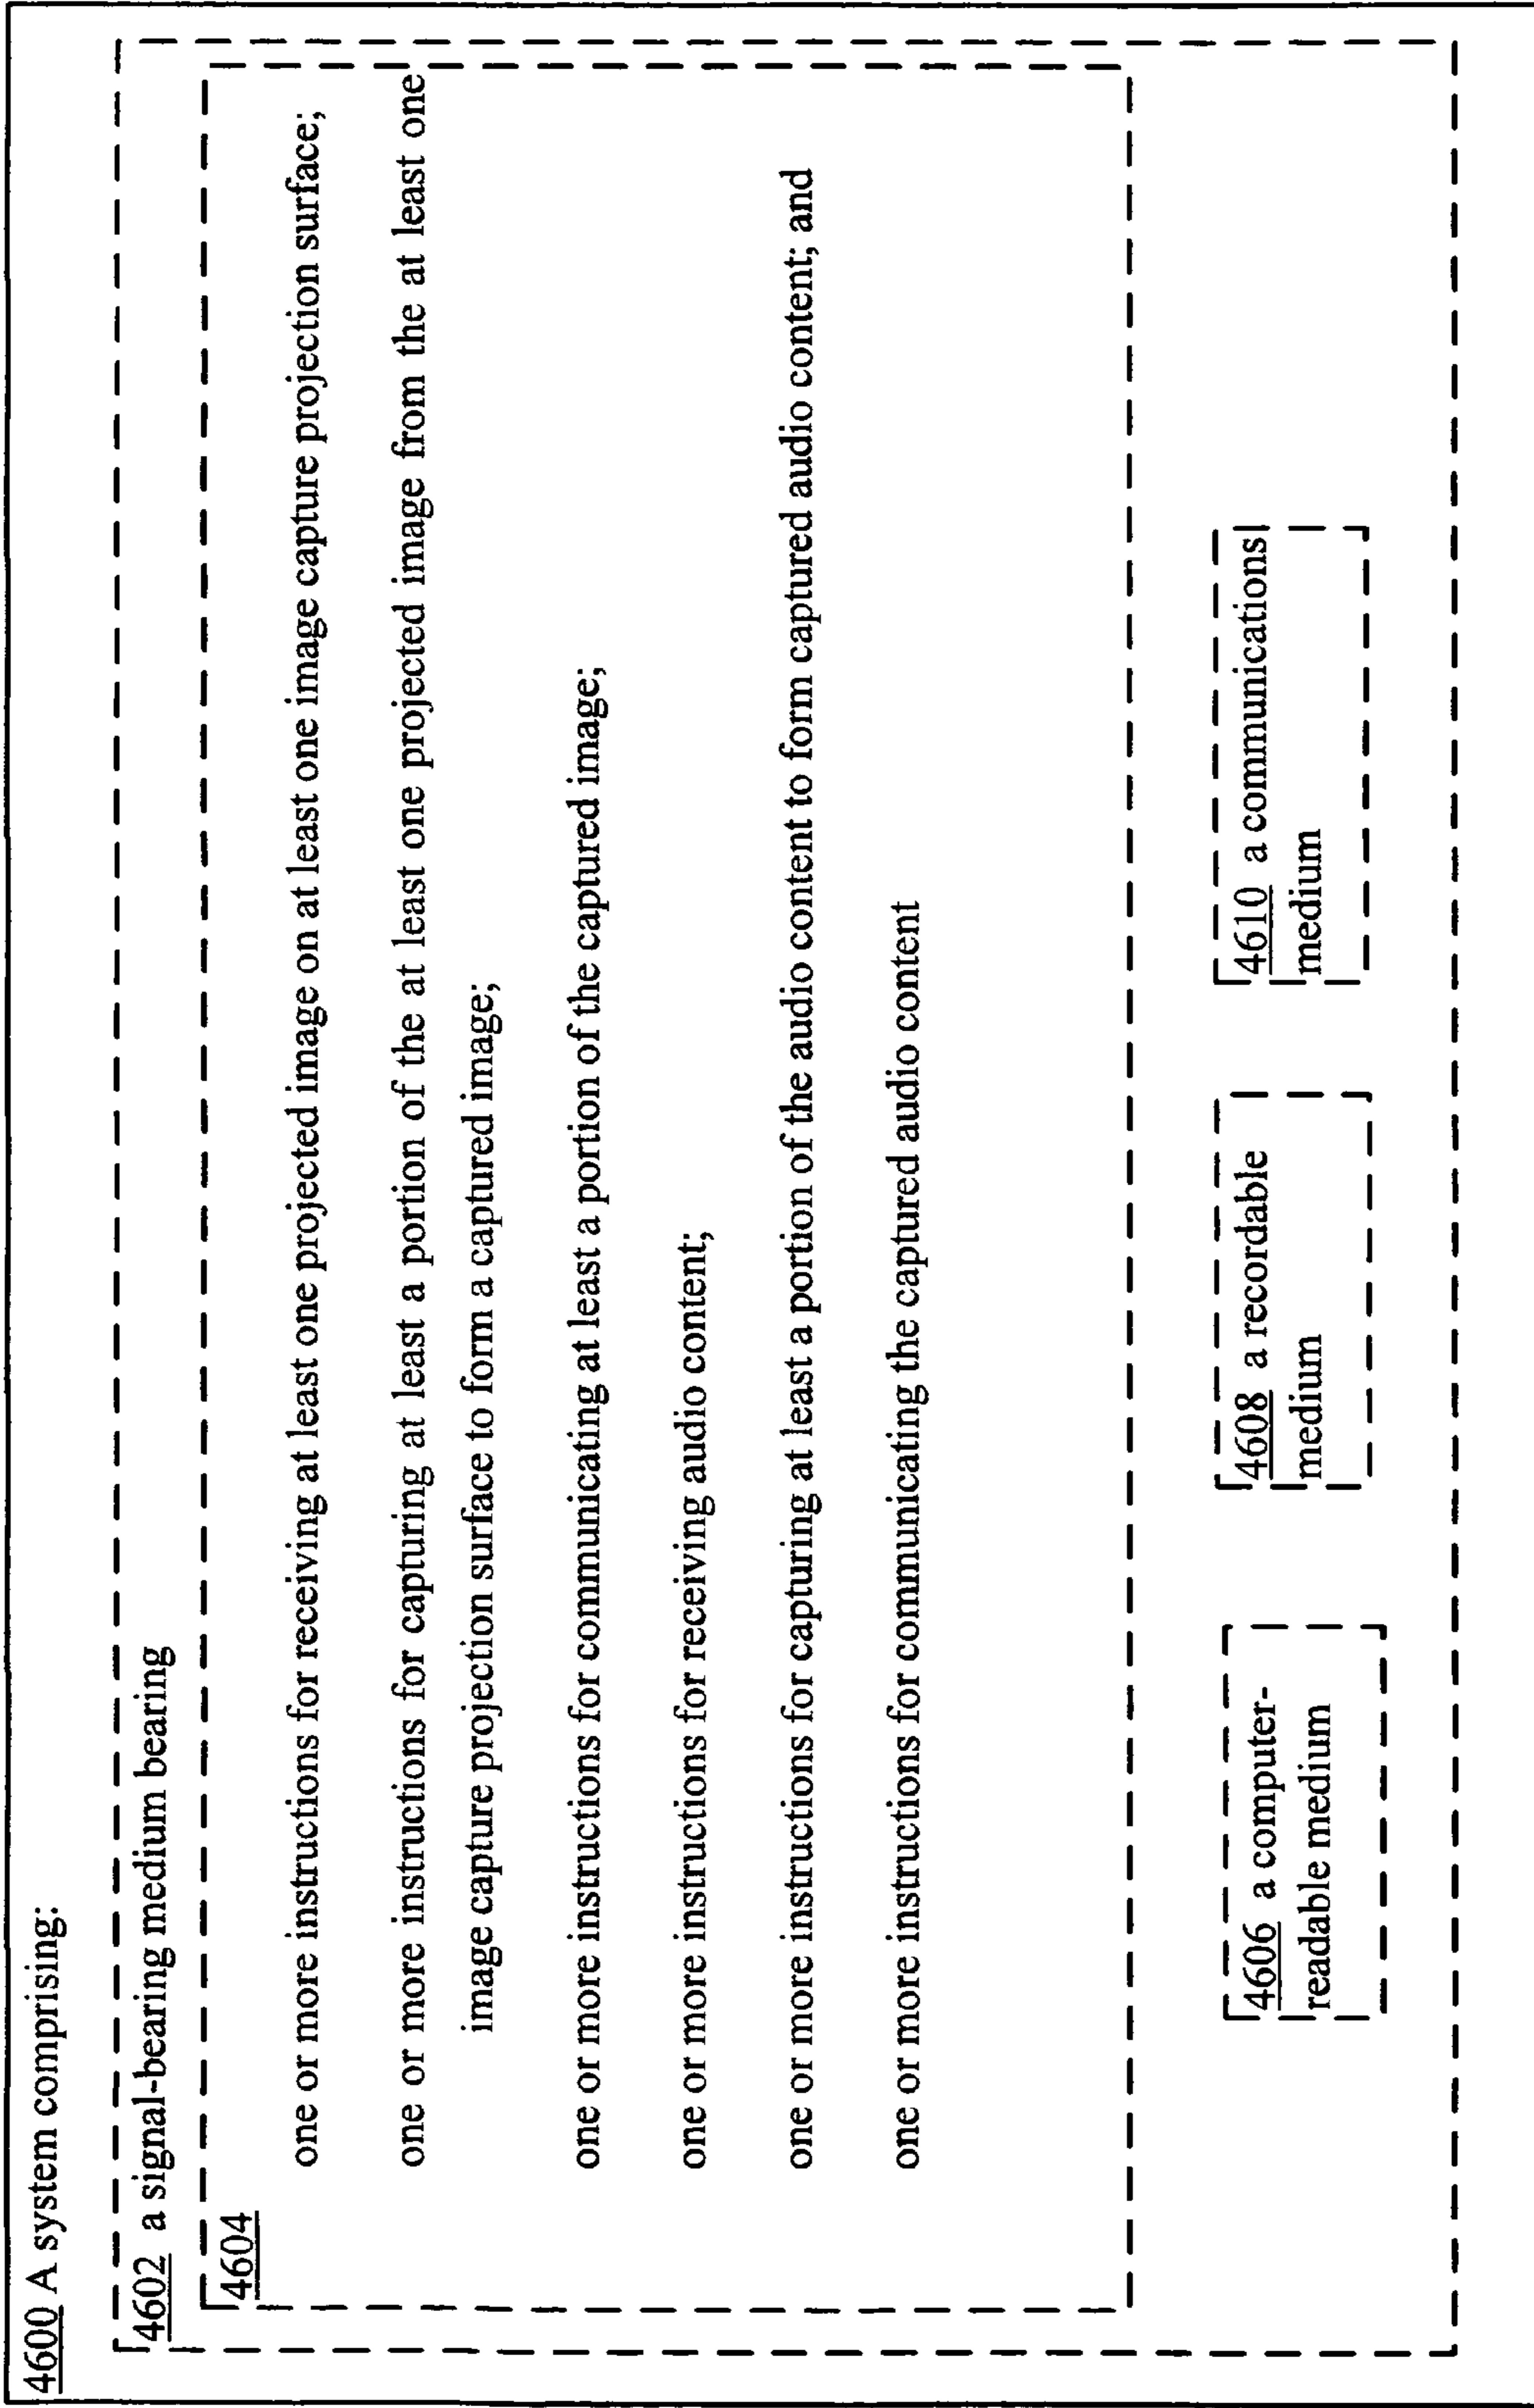 4600 A system comprising:
4602 a signal-bearing medium bearing
4604
one or more instructions for receiving at least one projected image on at least one image capture projection surface;
one or more instructions for capturing at least a portion of the at least one projected image from the at least one
image capture projection surface to form a captured image;
one or more instructions for communicating at least a portion of the captured image;
one or more instructions for receiving audio content;
one or more instructions for capturing at least a portion of the audio content to form captured audio content; and
one or more instructions for communicating the captured audio content
4606 a computer-
readable medium
4608 a recordable
medium
4610 a communications
medium